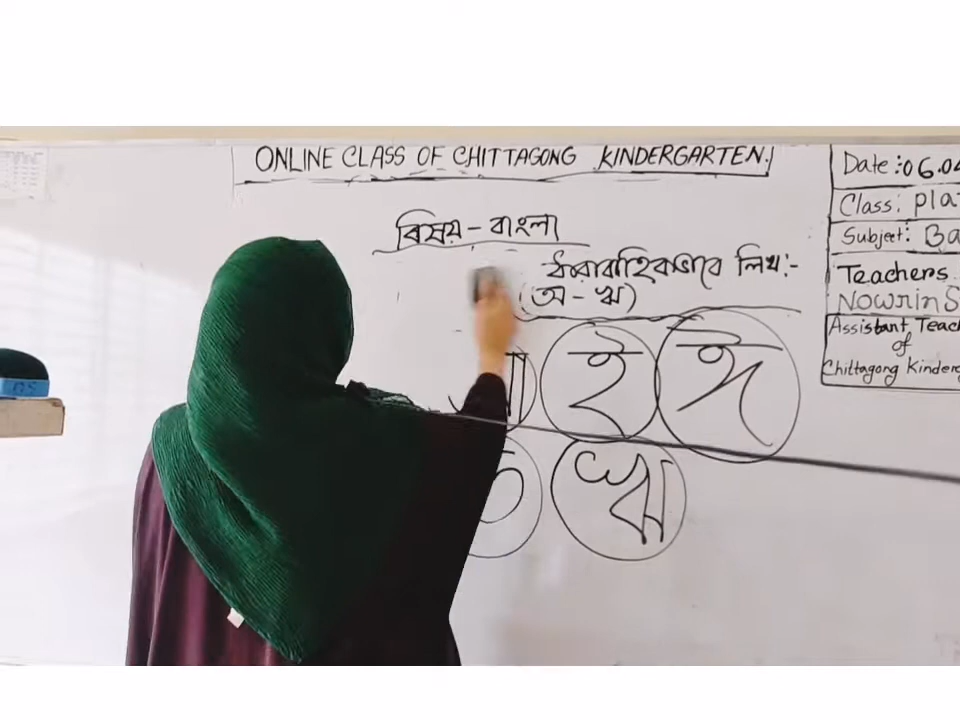 ONLINE CLASS OF CHITTAGONG KINDERGARTEN.
বিষয় - বাংলা
ধারাবাহিকভাবে লিখ:-
(অ - ঋ)
ই ঈ
ঋ
Date: 06.04
Class: pla
Subject: Ba
Teachers
Nowrin S
Assistant Teach
of
Chittagong Kinderg